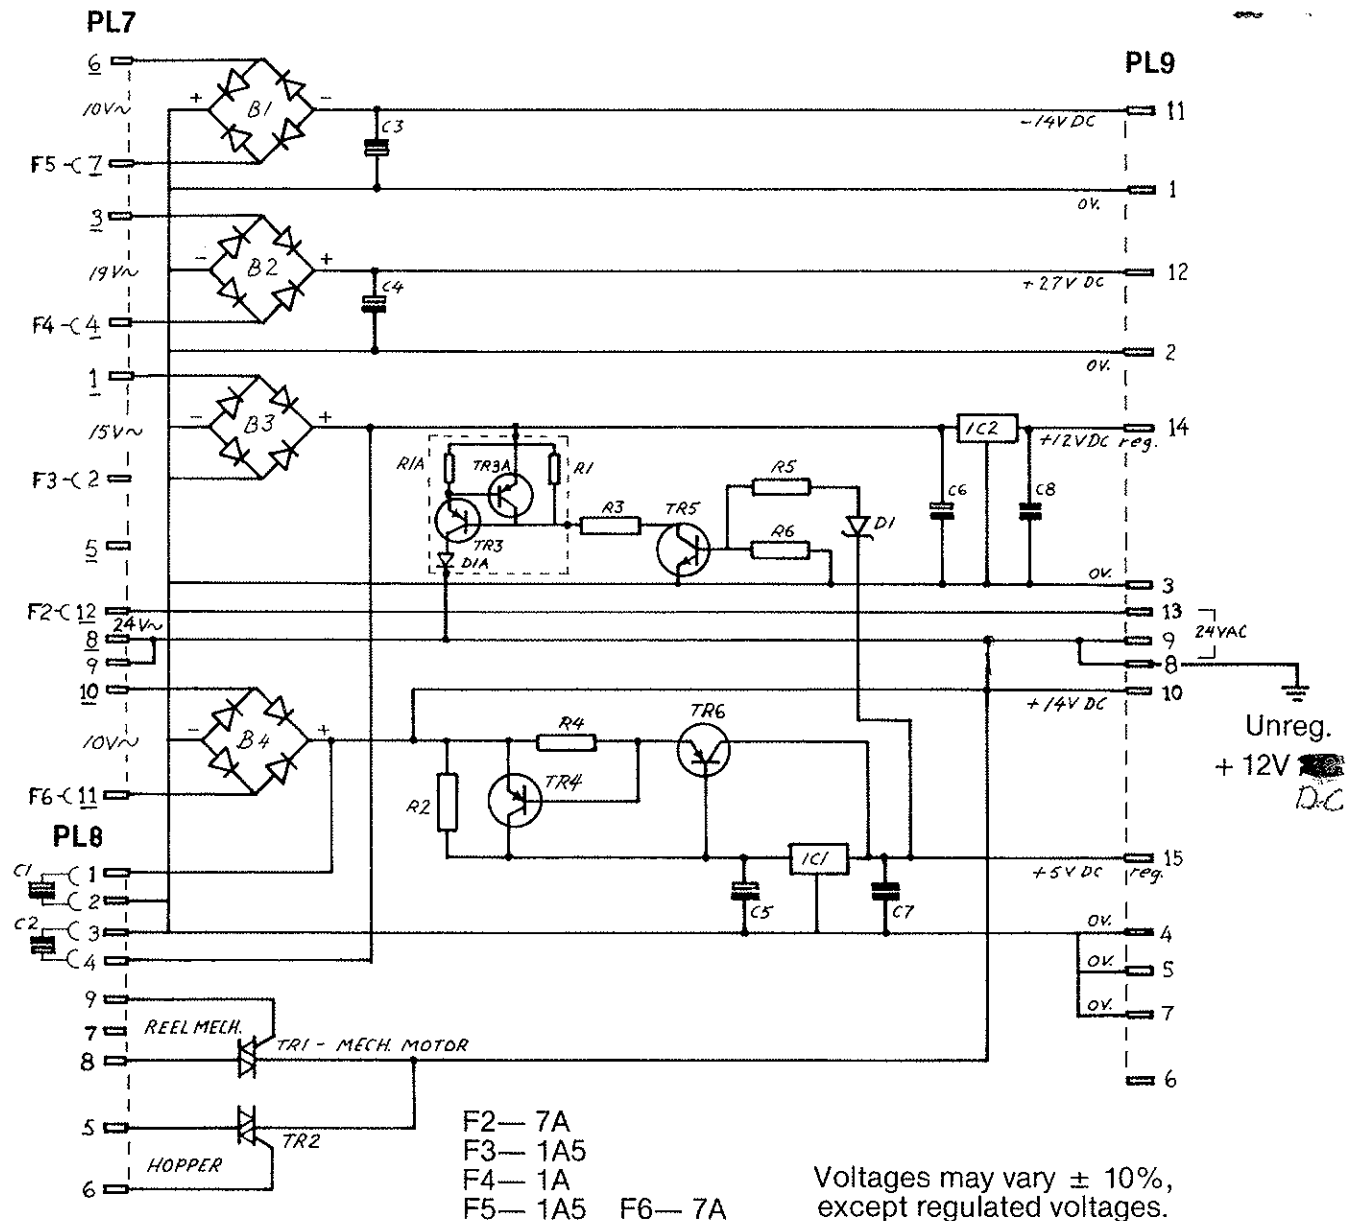 PL7
PL9
6
10V~
+ B1 -
C3
-14V DC
11
F5 7
0V.
1
3
19V~
- B2 +
C4
+27V DC
12
F4 4
0V.
2
1
15V~
- B3 +
IC2
+12VDC reg.
14
R1A
TR3A
R1
R5
F3 2
C6
C8
R3
TR5
TR3
R6
D1
5
D1A
0V.
3
F2 12
13
24V~
8
9
24VAC
9
8
10
10
+14V DC
TR6
Unreg.
+ 12V
DC
10V~
- B4 +
R4
TR4
R2
F6 11
PL8
IC1
+5V DC reg.
15
C1
1
2
C5
C7
C2
3
0V.
4
4
0V.
5
9
0V.
7
7
REEL MECH.
8
TR1 - MECH. MOTOR
6
5
TR2
HOPPER
6
F2— 7A
F3— 1A5
F4— 1A
F5— 1A5 F6— 7A
Voltages may vary ± 10%,
except regulated voltages.